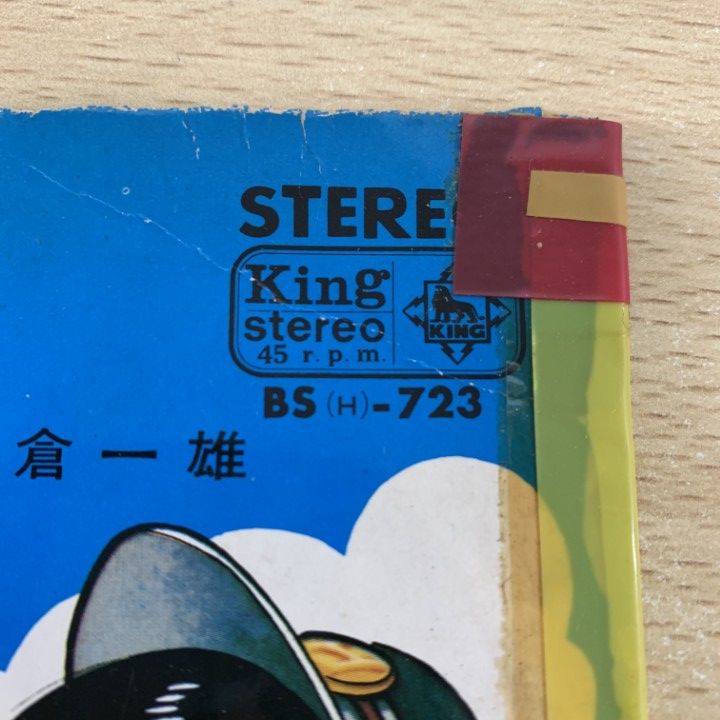 STERE
King
stereo
45 r.p.m.
KING
BS(H)-723
倉一雄